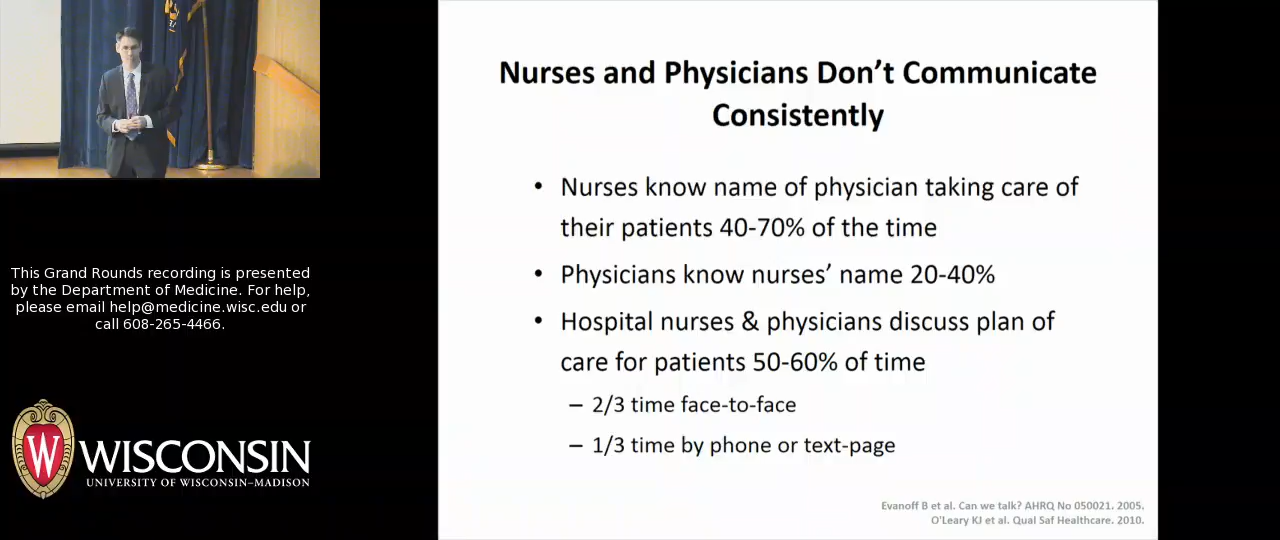 Nurses and Physicians Don’t Communicate
Consistently
• Nurses know name of physician taking care of
their patients 40-70% of the time
• Physicians know nurses’ name 20-40%
• Hospital nurses & physicians discuss plan of
care for patients 50-60% of time
– 2/3 time face-to-face
– 1/3 time by phone or text-page
Evanoff B et al. Can we talk? AHRQ No 050021. 2005.
O'Leary KJ et al. Qual Saf Healthcare. 2010.
This Grand Rounds recording is presented
by the Department of Medicine. For help,
please email help@medicine.wisc.edu or
call 608-265-4466.
W
WISCONSIN
UNIVERSITY OF WISCONSIN–MADISON